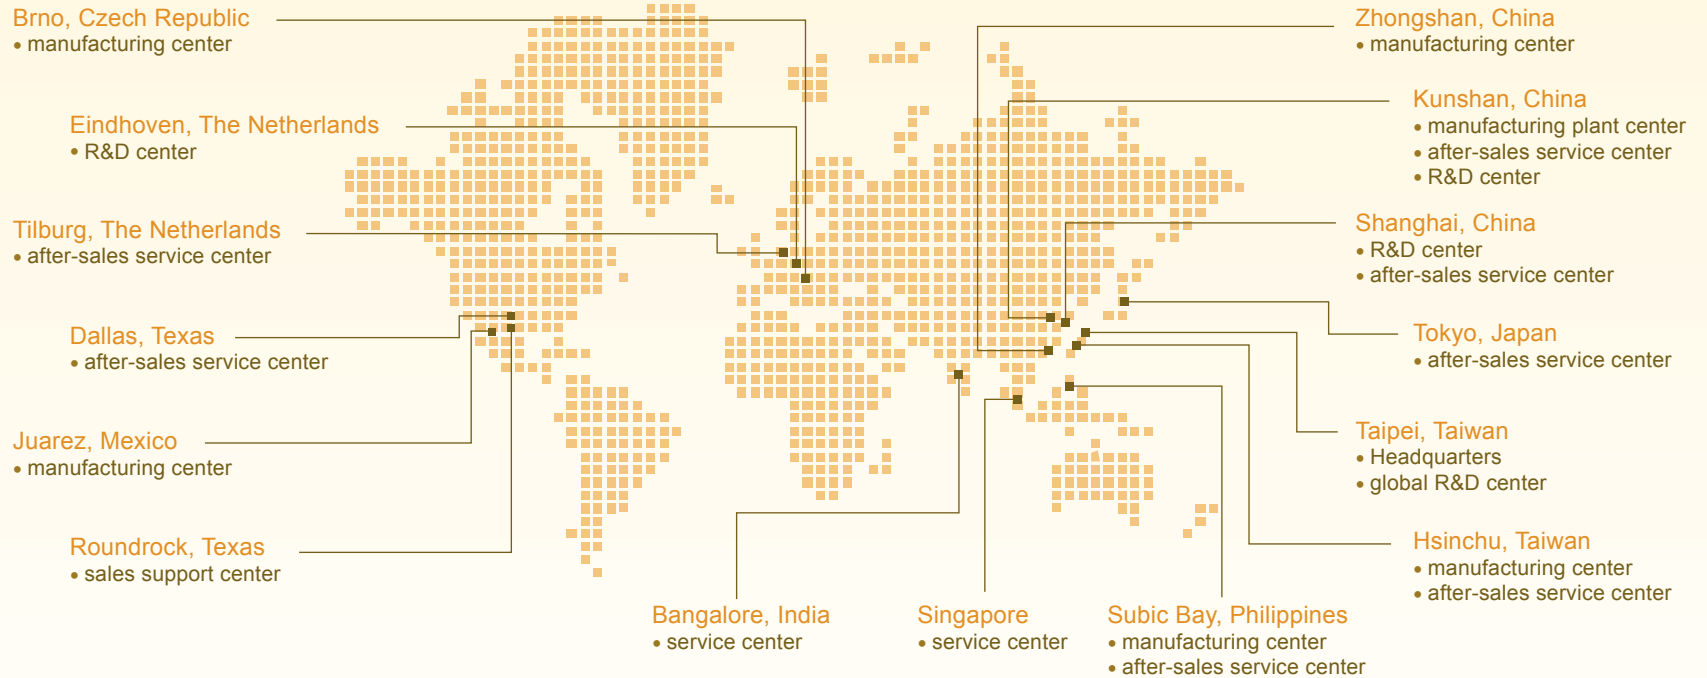 Brno, Czech Republic
• manufacturing center
Eindhoven, The Netherlands
• R&D center
Tilburg, The Netherlands
• after-sales service center
Dallas, Texas
• after-sales service center
Juarez, Mexico
• manufacturing center
Roundrock, Texas
• sales support center
Bangalore, India
• service center
Singapore
• service center
Subic Bay, Philippines
• manufacturing center
• after-sales service center
Zhongshan, China
• manufacturing center
Kunshan, China
• manufacturing plant center
• after-sales service center
• R&D center
Shanghai, China
• R&D center
• after-sales service center
Tokyo, Japan
• after-sales service center
Taipei, Taiwan
• Headquarters
• global R&D center
Hsinchu, Taiwan
• manufacturing center
• after-sales service center